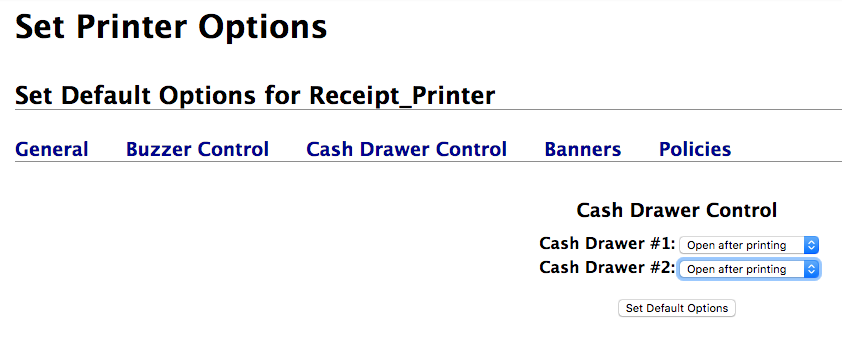 Set Printer Options
Set Default Options for Receipt_Printer
General Buzzer Control Cash Drawer Control Banners Policies
Cash Drawer Control
Cash Drawer #1: Open after printing
Cash Drawer #2: Open after printing
Set Default Options